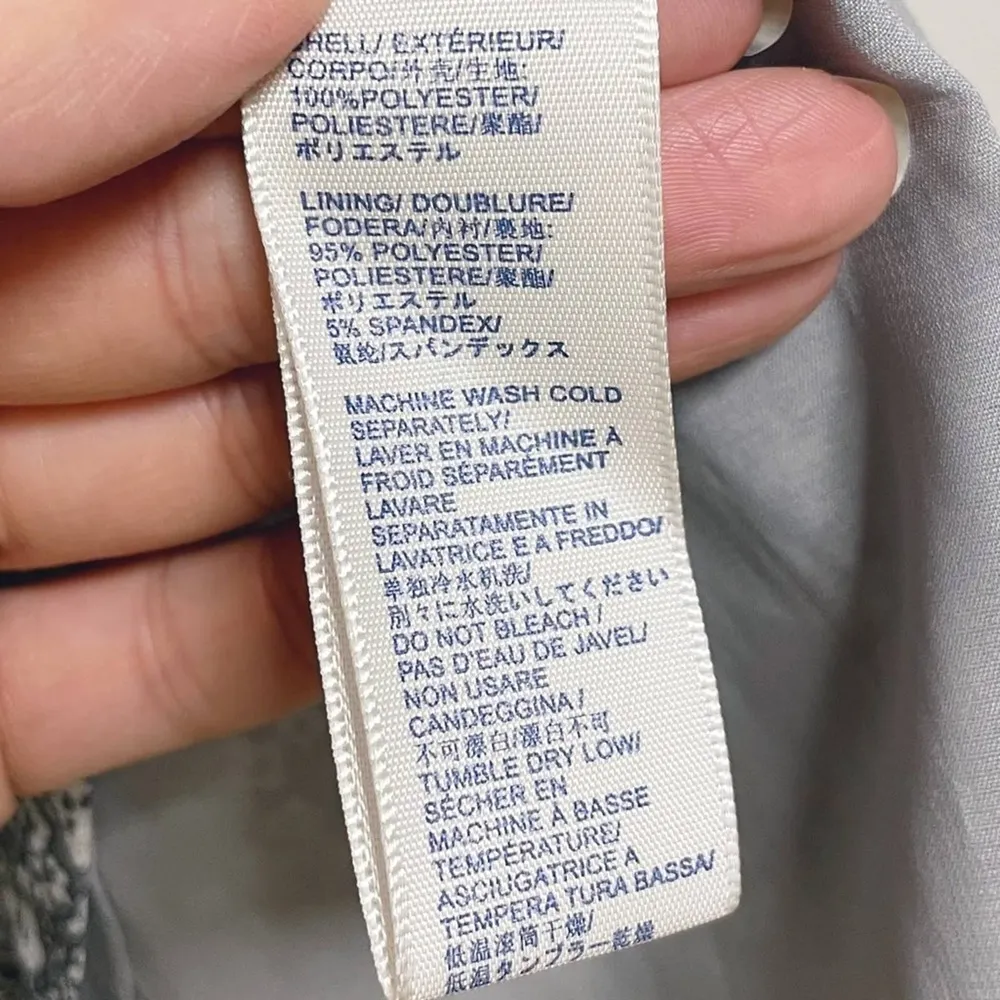 SHELL/ EXTÉRIEUR/
CORPO/外壳/生地:
100%POLYESTER/
POLIESTERE/聚酯/
ポリエステル
LINING/ DOUBLURE/
FODERA/内衬/裏地:
95% POLYESTER/
POLIESTERE/聚酯/
ポリエステル
5% SPANDEX/
氨纶/スパンデックス
MACHINE WASH COLD
SEPARATELY/
LAVER EN MACHINE À
FROID SÉPARÉMENT
LAVARE
SEPARATAMENTE IN
LAVATRICE E A FREDDO/
单独冷水机洗/
別々に水洗いしてください
DO NOT BLEACH /
PAS D'EAU DE JAVEL/
NON USARE
CANDEGGINA /
不可漂白/漂白不可
TUMBLE DRY LOW/
SÉCHER EN
MACHINE À BASSE
TEMPÉRATURE/
ASCIUGATRICE A
TEMPERA TURA BASSA/
低温滚筒干燥/
低温タンブラー乾燥